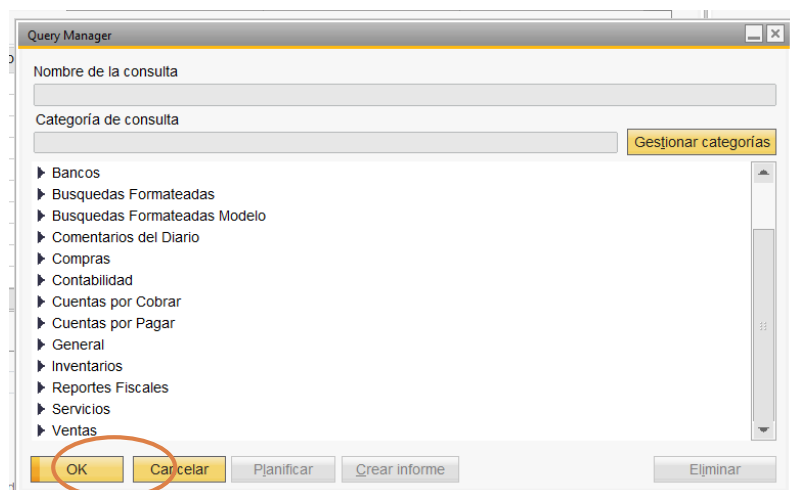 Query Manager
Nombre de la consulta
Categoría de consulta
Gestionar categorías
Bancos
Busquedas Formateadas
Busquedas Formateadas Modelo
Comentarios del Diario
Compras
Contabilidad
Cuentas por Cobrar
Cuentas por Pagar
General
Inventarios
Reportes Fiscales
Servicios
Ventas
OK Cancelar Planificar Crear informe Eliminar